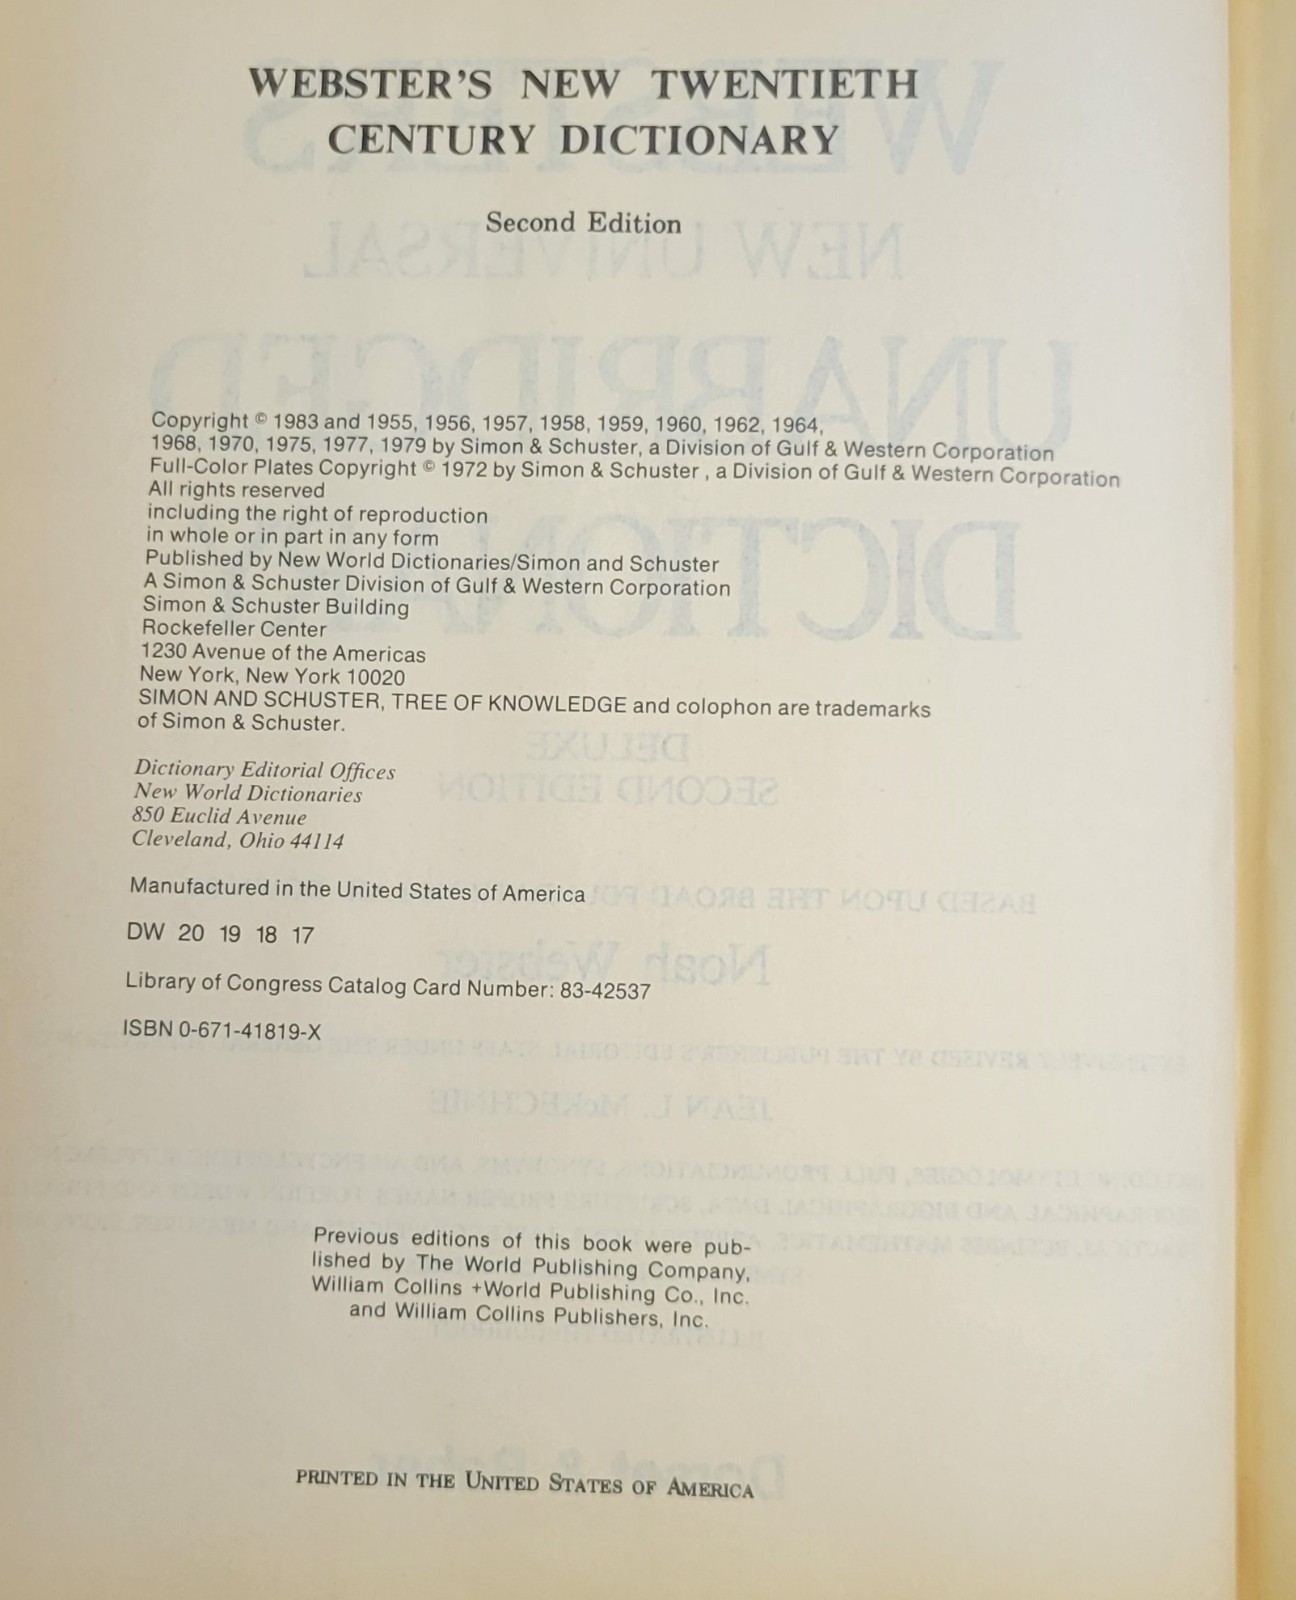 WEBSTER'S NEW TWENTIETH
CENTURY DICTIONARY
Second Edition
Copyright © 1983 and 1955, 1956, 1957, 1958, 1959, 1960, 1962, 1964,
1968, 1970, 1975, 1977, 1979 by Simon & Schuster, a Division of Gulf & Western Corporation
Full-Color Plates Copyright © 1972 by Simon & Schuster , a Division of Gulf & Western Corporation
All rights reserved
including the right of reproduction
in whole or in part in any form
Published by New World Dictionaries/Simon and Schuster
A Simon & Schuster Division of Gulf & Western Corporation
Simon & Schuster Building
Rockefeller Center
1230 Avenue of the Americas
New York, New York 10020
SIMON AND SCHUSTER, TREE OF KNOWLEDGE and colophon are trademarks
of Simon & Schuster.
Dictionary Editorial Offices
New World Dictionaries
850 Euclid Avenue
Cleveland, Ohio 44114
Manufactured in the United States of America
DW 20 19 18 17
Library of Congress Catalog Card Number: 83-42537
ISBN 0-671-41819-X
Previous editions of this book were pub-
lished by The World Publishing Company,
William Collins +World Publishing Co., Inc.
and William Collins Publishers, Inc.
PRINTED IN THE UNITED STATES OF AMERICA